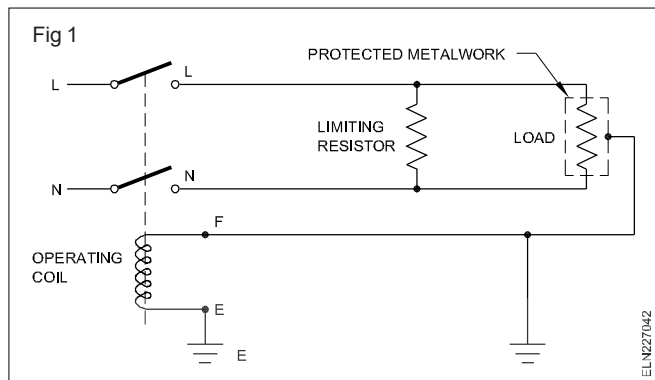 Fig 1
PROTECTED METALWORK
L
L
LIMITING
RESISTOR
LOAD
N
N
F
OPERATING
COIL
E
E
ELN227042